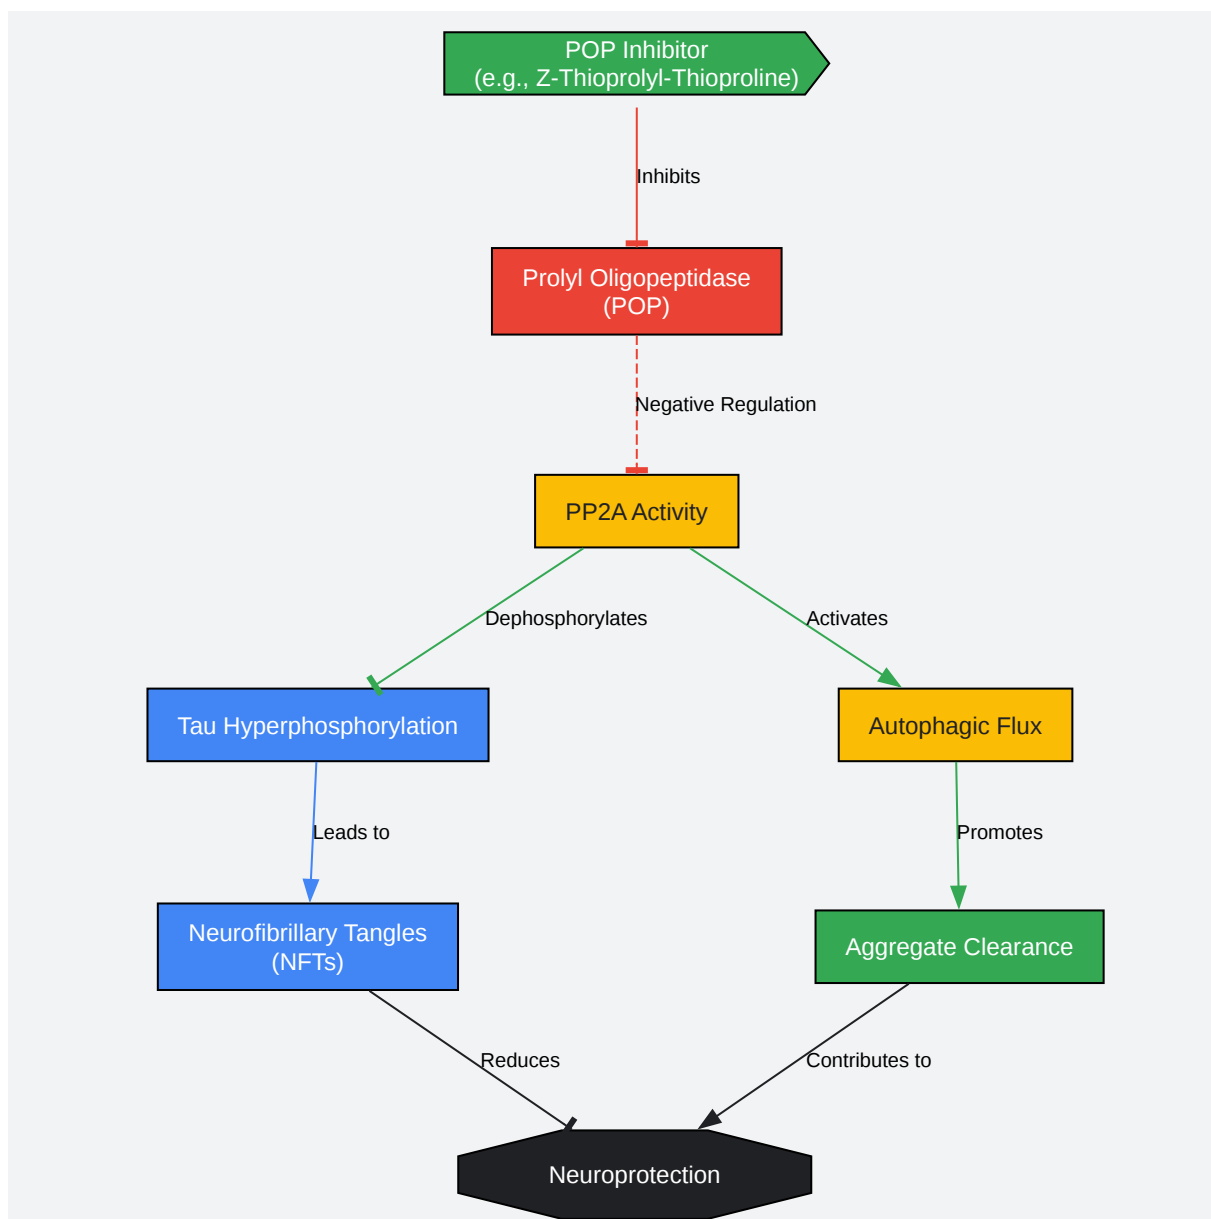 POP Inhibitor
(e.g., Z-Thioprolyl-Thioproline)
Inhibits
Prolyl Oligopeptidase
(POP)
Negative Regulation
PP2A Activity
Dephosphorylates
Activates
Tau Hyperphosphorylation
Autophagic Flux
Leads to
Promotes
Neurofibrillary Tangles
(NFTs)
Aggregate Clearance
Reduces
Contributes to
Neuroprotection